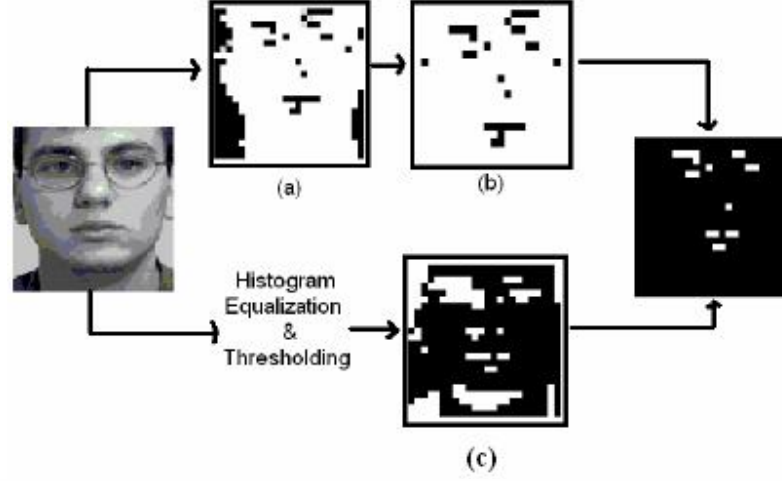 (a)
(b)
Histogram
Equalization
&
Thresholding
(c)